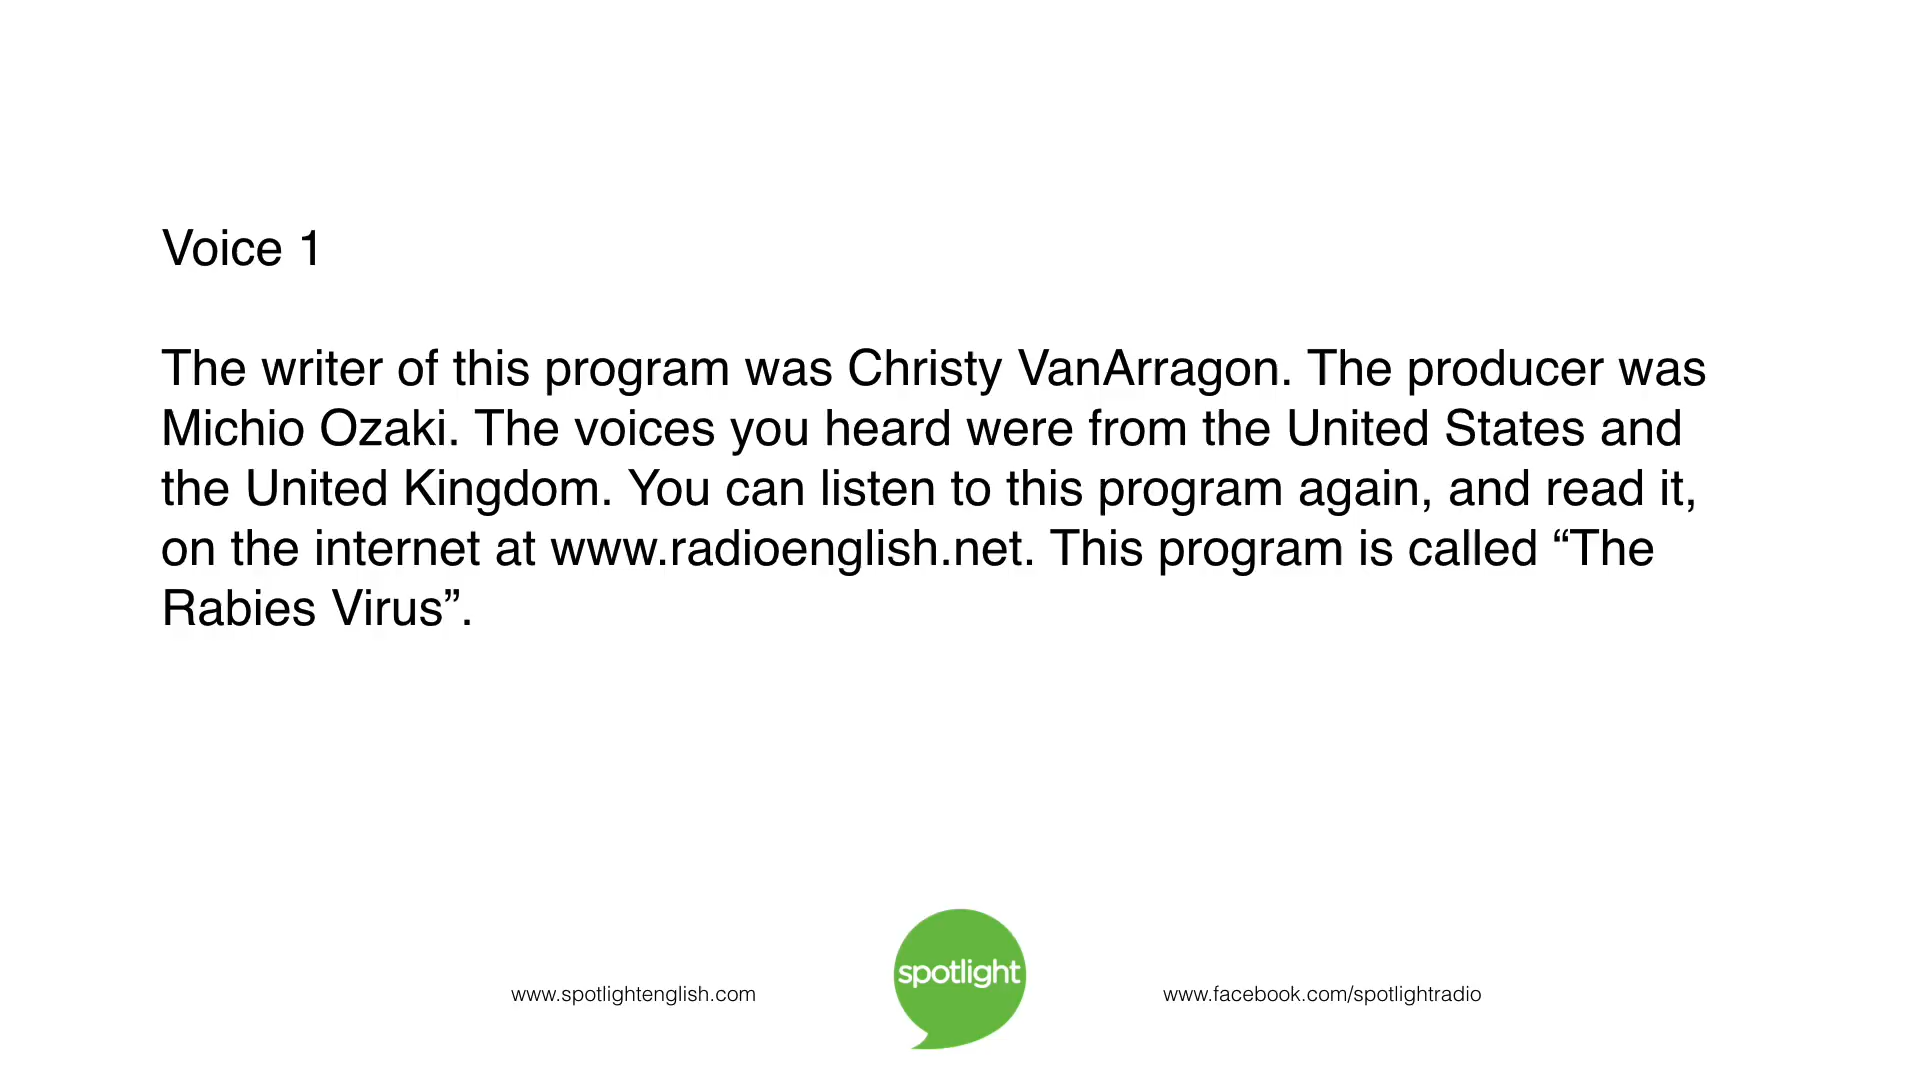 Voice 1
The writer of this program was Christy VanArragon. The producer was
Michio Ozaki. The voices you heard were from the United States and
the United Kingdom. You can listen to this program again, and read it,
on the internet at www.radioenglish.net. This program is called “The
Rabies Virus”.
spotlight
www.spotlightenglish.com
www.facebook.com/spotlightradio